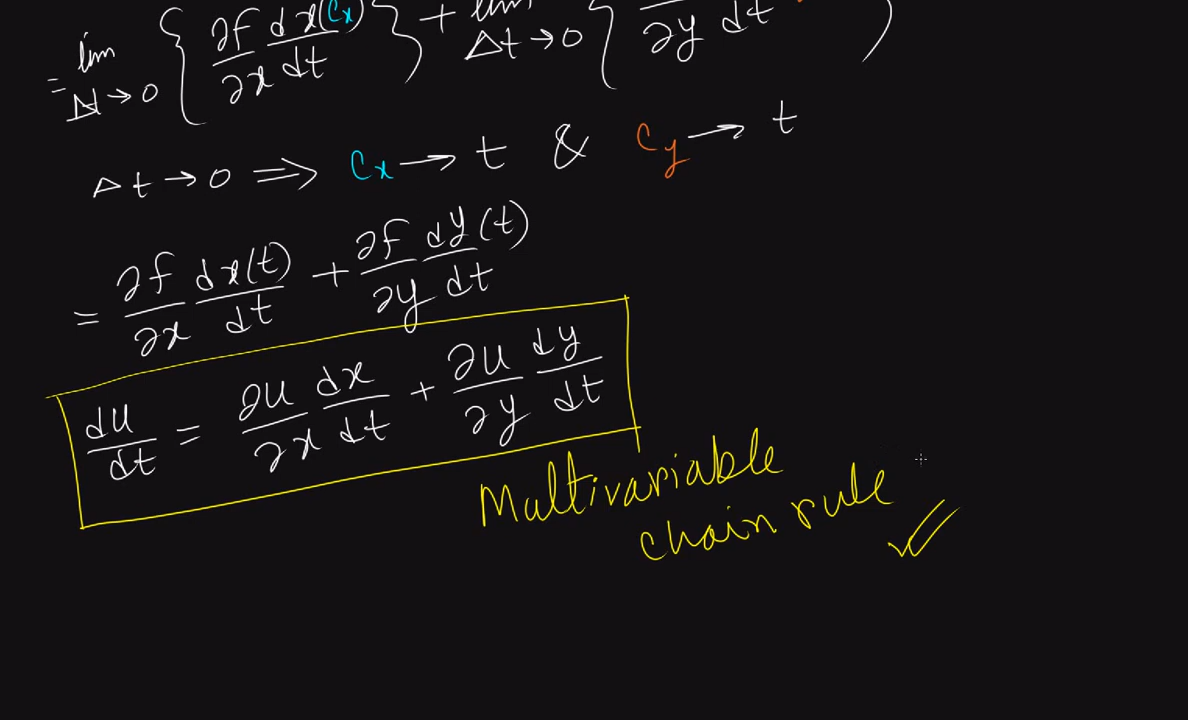 = lim Δt→0 { ∂f/∂x dx(Cx)/dt } + lim Δt→0 { /∂y dt )
Δt→0 ⟹ Cx → t & Cy → t
= ∂f/∂x dx(t)/dt + ∂f/∂y dy(t)/dt
du/dt = ∂u/∂x dx/dt + ∂u/∂y dy/dt
Multivariable
chain rule